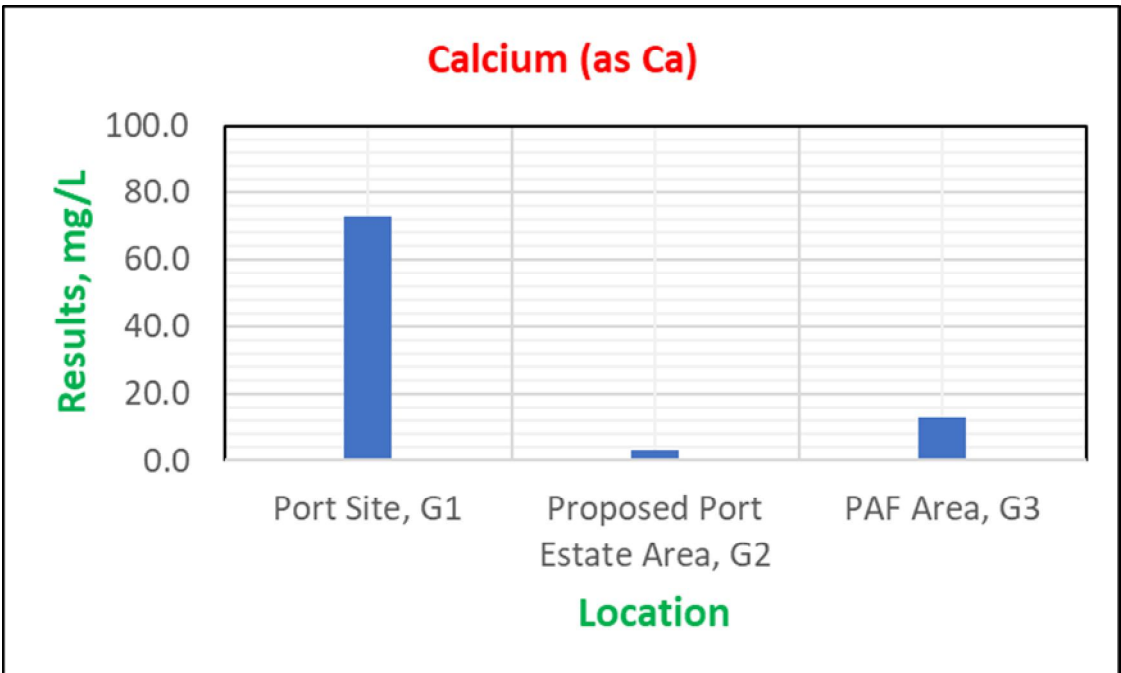 Calcium (as Ca)
Results, mg/L
100.0
80.0
60.0
40.0
20.0
0.0
Port Site, G1
Proposed Port
Estate Area, G2
PAF Area, G3
Location